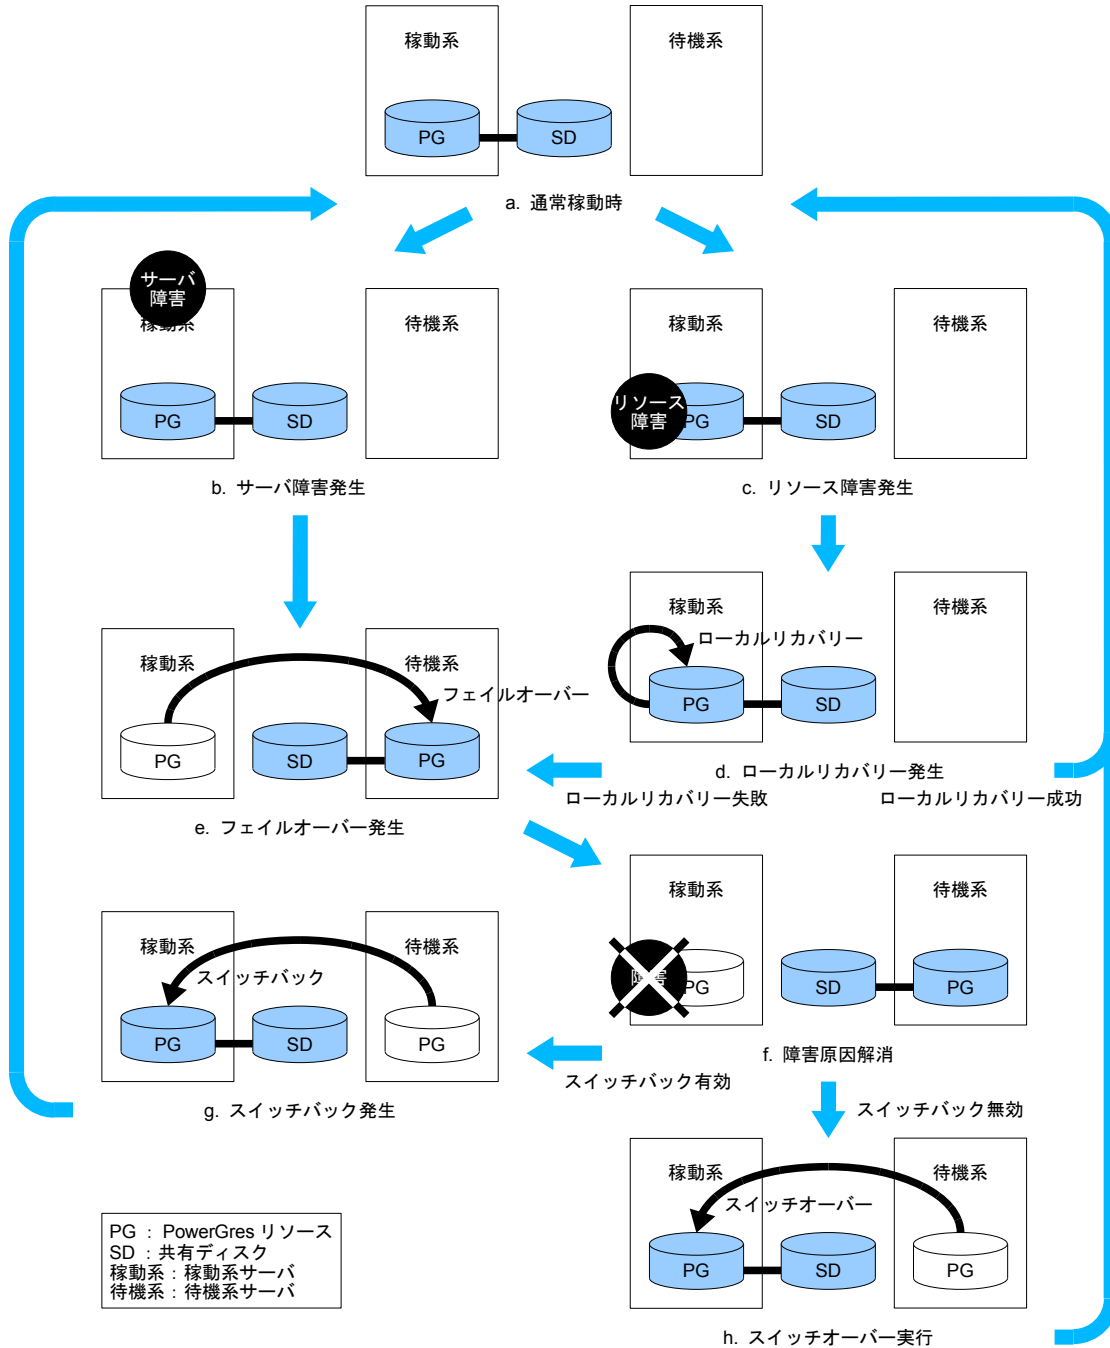 稼動系
待機系
PG
SD
a. 通常稼動時
サーバ
障害
稼動系
待機系
PG
SD
b. サーバ障害発生
稼動系
待機系
リソース
障害
PG
SD
c. リソース障害発生
稼動系
待機系
フェイルオーバー
PG
SD
PG
e. フェイルオーバー発生
稼動系
待機系
ローカルリカバリー
PG
SD
d. ローカルリカバリー発生
ローカルリカバリー失敗
ローカルリカバリー成功
稼動系
待機系
障害
PG
SD
PG
f. 障害原因解消
スイッチバック有効
スイッチバック無効
稼動系
待機系
スイッチバック
PG
SD
PG
g. スイッチバック発生
稼動系
待機系
スイッチオーバー
PG
SD
PG
h. スイッチオーバー実行
PG : PowerGres リソース
SD : 共有ディスク
稼動系 : 稼動系サーバ
待機系 : 待機系サーバ